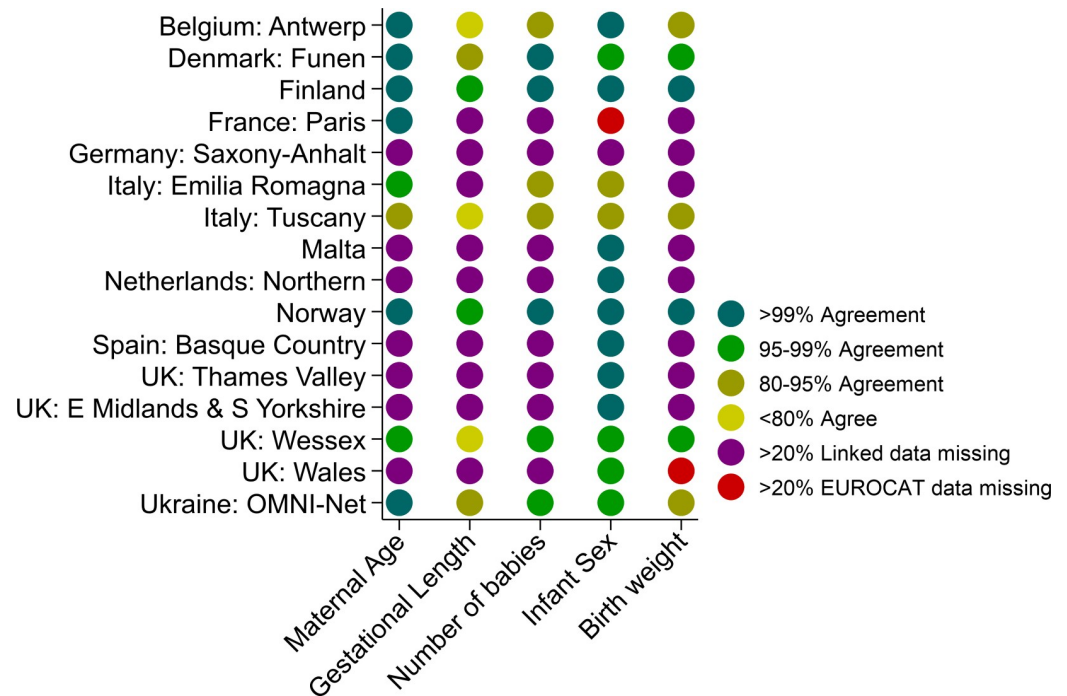 Belgium: Antwerp
Denmark: Funen
Finland
France: Paris
Germany: Saxony-Anhalt
Italy: Emilia Romagna
Italy: Tuscany
Malta
Netherlands: Northern
Norway
Spain: Basque Country
UK: Thames Valley
UK: E Midlands & S Yorkshire
UK: Wessex
UK: Wales
Ukraine: OMNI-Net
Maternal Age
Gestational Length
Number of babies
Infant Sex
Birth weight
>99% Agreement
95-99% Agreement
80-95% Agreement
<80% Agree
>20% Linked data missing
>20% EUROCAT data missing